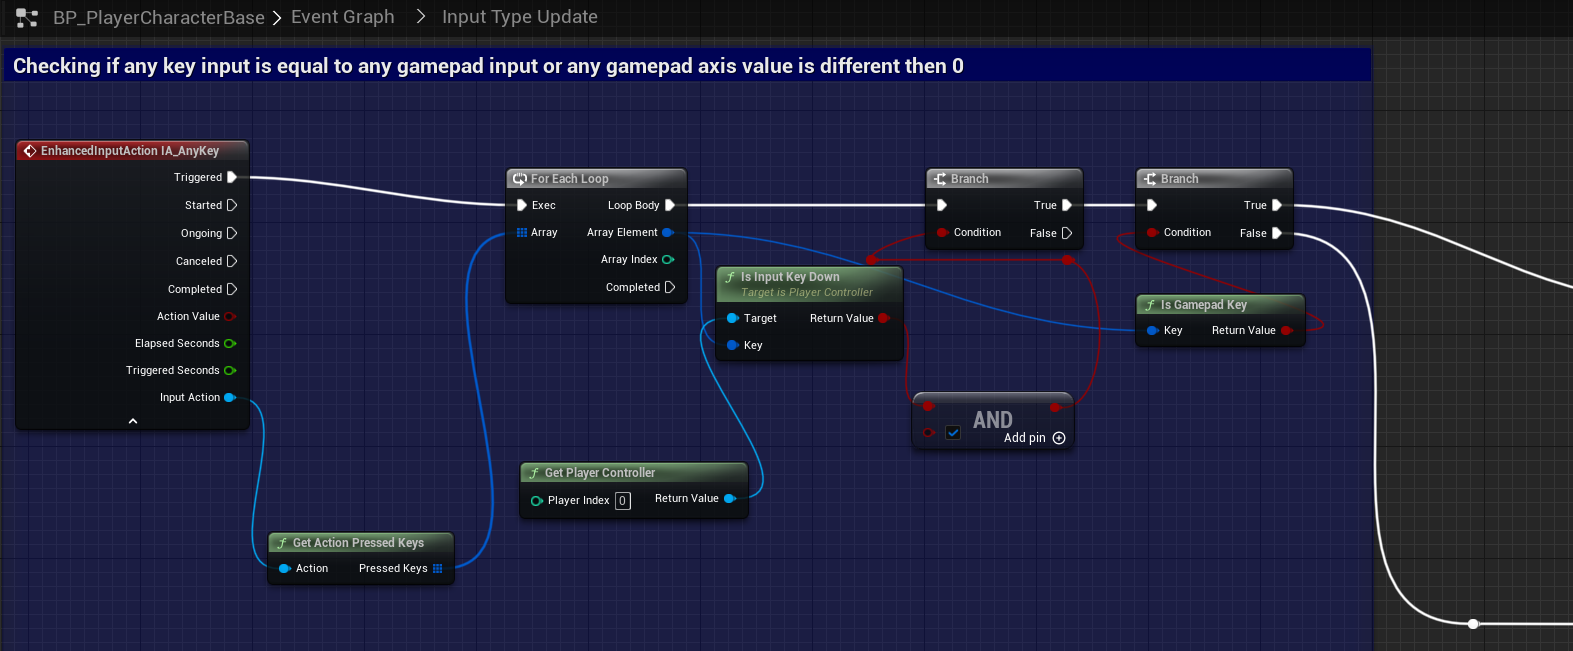 BP_PlayerCharacterBase > Event Graph > Input Type Update
Checking if any key input is equal to any gamepad input or any gamepad axis value is different then 0
EnhancedInputAction IA_AnyKey
Triggered
Started
Ongoing
Canceled
Completed
Action Value
Elapsed Seconds
Triggered Seconds
Input Action
For Each Loop
Exec Loop Body
Array Array Element
Array Index
Completed
Branch
True
Condition False
Branch
True
Condition False
Is Input Key Down
Target is Player Controller
Target Return Value
Key
Is Gamepad Key
Key Return Value
AND
Add pin
Get Player Controller
Player Index 0 Return Value
Get Action Pressed Keys
Action Pressed Keys